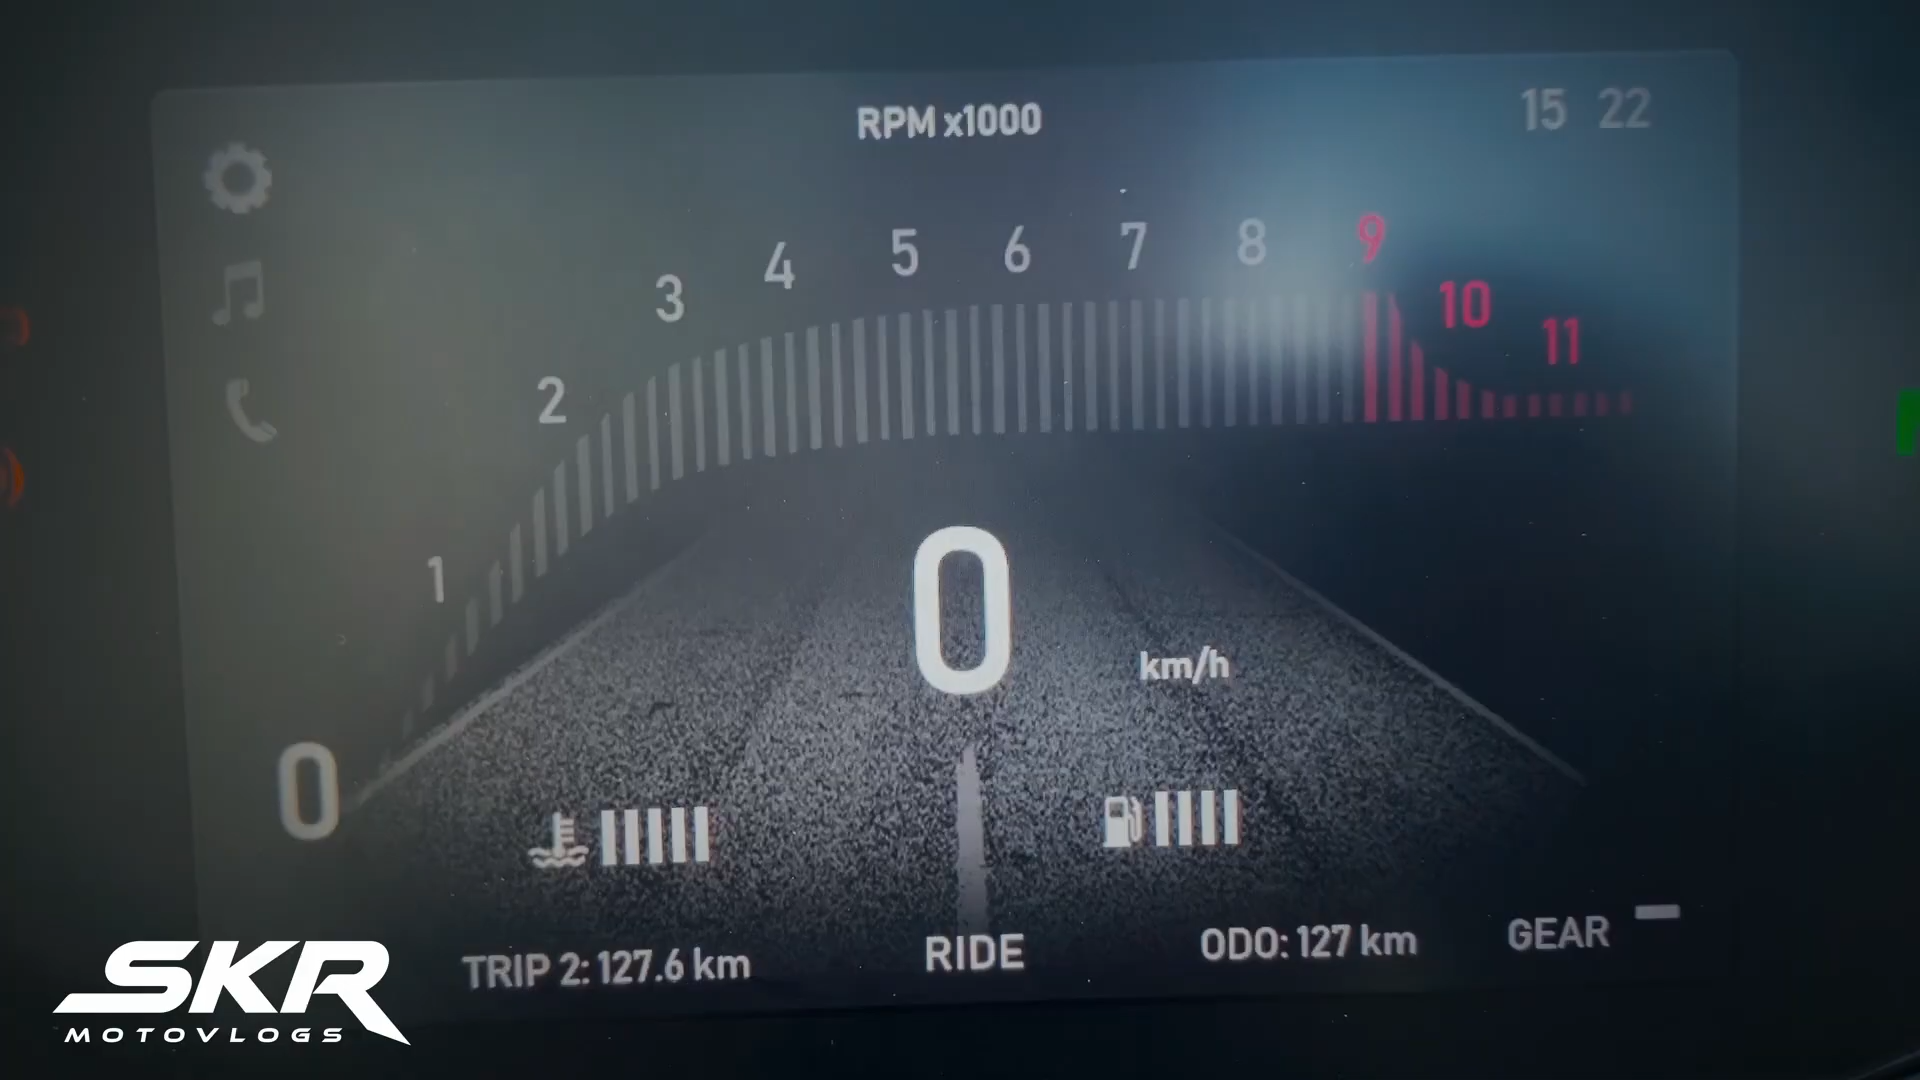 RPM x1000
15 22
0 1 2 3 4 5 6 7 8 9 10 11
0
km/h
TRIP 2: 127.6 km
RIDE
ODO: 127 km
GEAR –
SKR
MOTOVLOGS